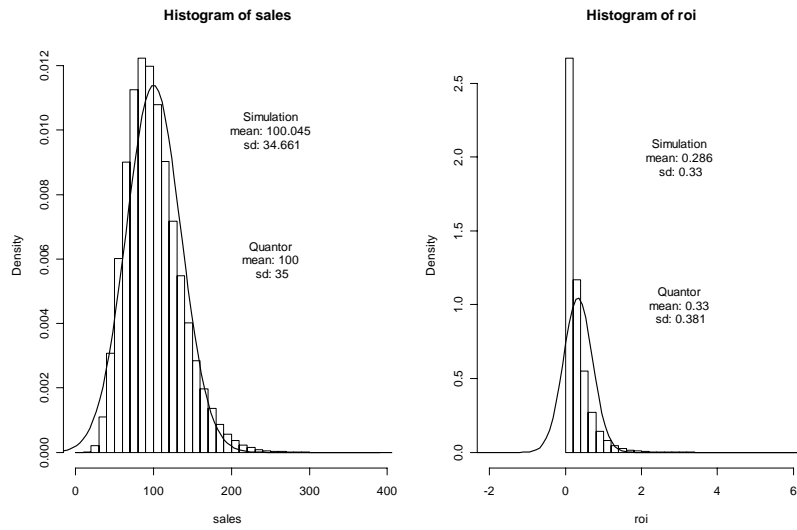 Histogram of sales
0.012
0.010
0.008
0.006
0.004
0.002
0.000
Density
Simulation
mean: 100.045
sd: 34.661
Quantor
mean: 100
sd: 35
0
100
200
300
400
sales
Histogram of roi
2.5
2.0
1.5
1.0
0.5
0.0
Density
Simulation
mean: 0.286
sd: 0.33
Quantor
mean: 0.33
sd: 0.381
-2
0
2
4
6
roi